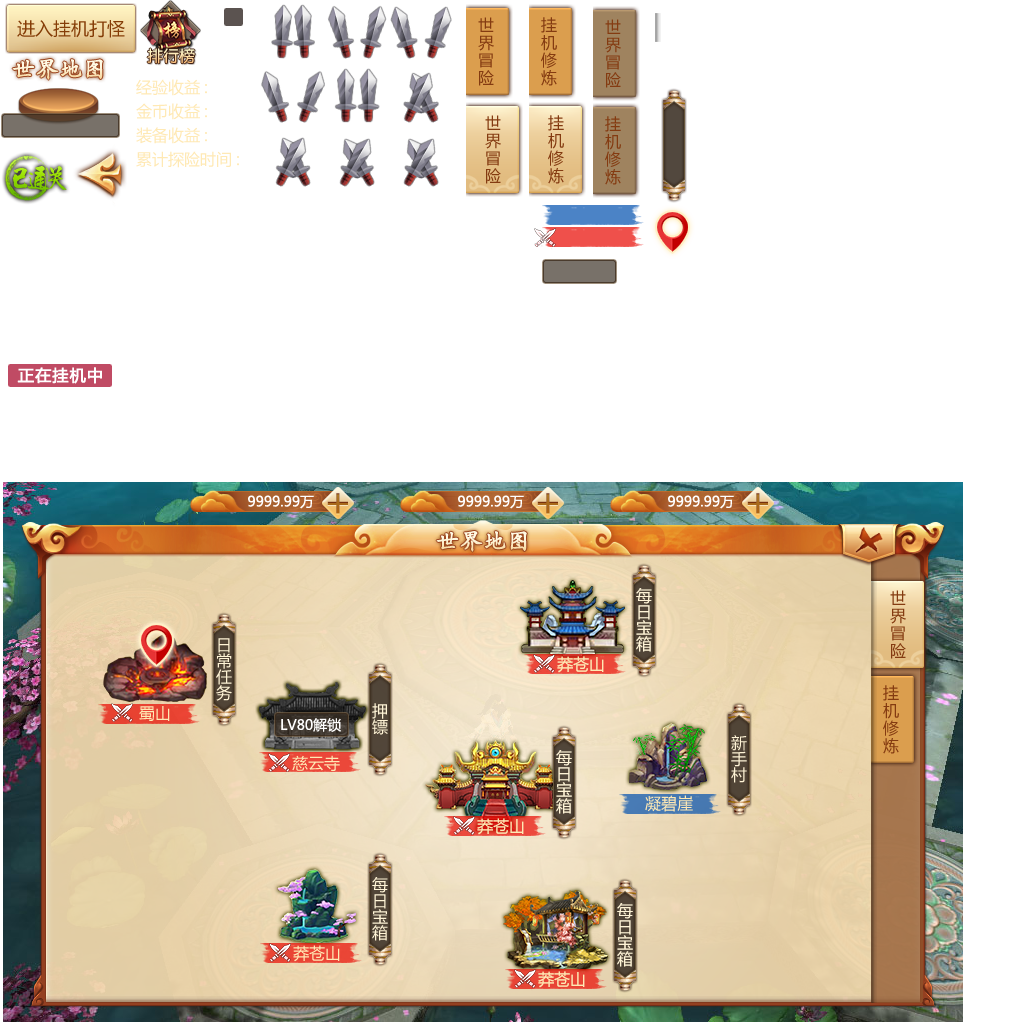 进入挂机打怪
榜
排行榜
世界地图
经验收益：
金币收益：
装备收益：
累计探险时间：
已通关
世界冒险
挂机修炼
世界冒险
世界冒险
挂机修炼
挂机修炼
正在挂机中
9999.99万
9999.99万
9999.99万
世界地图
世界冒险
挂机修炼
每日宝箱
莽苍山
日常任务
蜀山
押镖
LV80解锁
慈云寺
每日宝箱
莽苍山
新手村
凝碧崖
每日宝箱
莽苍山
每日宝箱
莽苍山